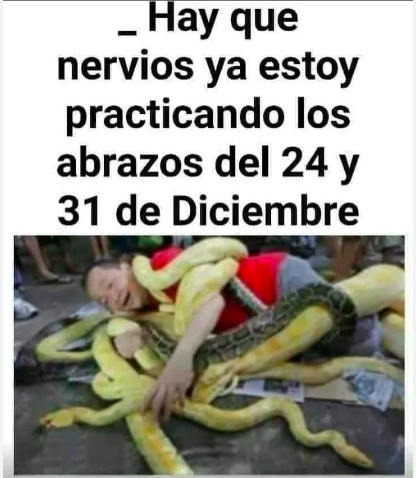 _ Hay que
nervios ya estoy
practicando los
abrazos del 24 y
31 de Diciembre